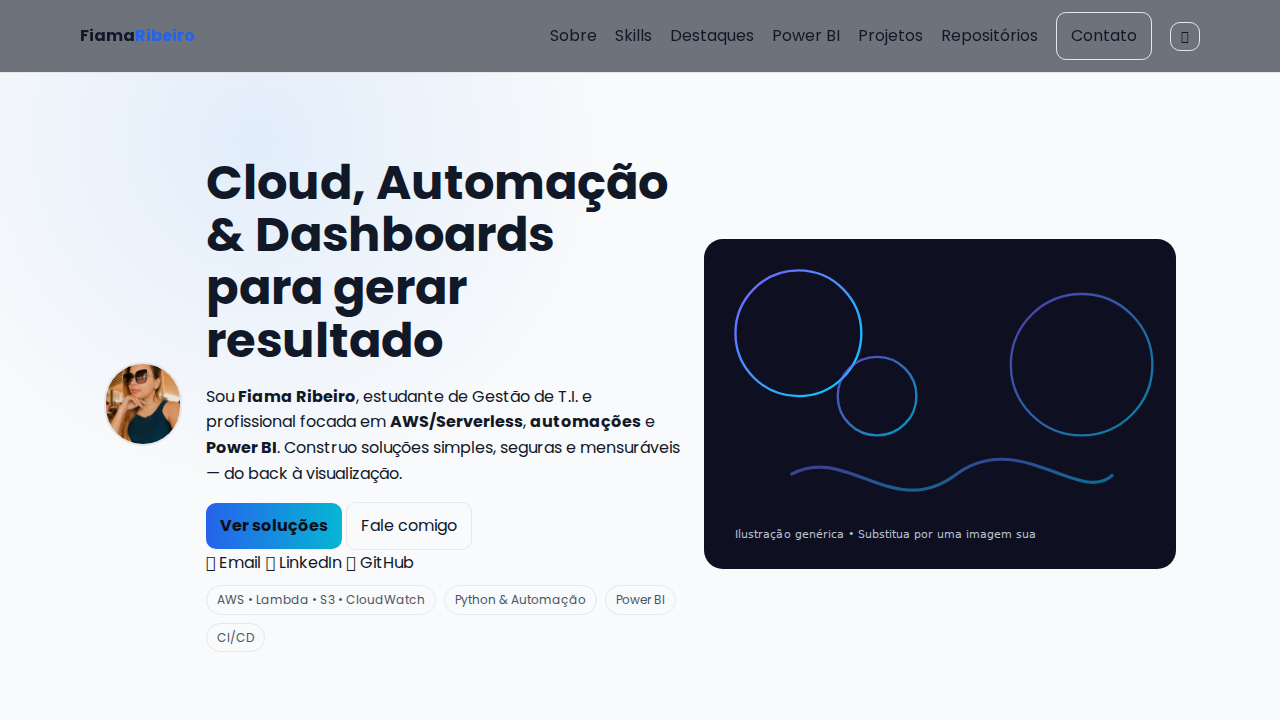 FiamaRibeiro
Sobre Skills Destaques Power BI Projetos Repositórios Contato
Cloud, Automação
& Dashboards
para gerar
resultado
Sou Fiama Ribeiro, estudante de Gestão de T.I. e
profissional focada em AWS/Serverless, automações e
Power BI. Construo soluções simples, seguras e mensuráveis
— do back à visualização.
Ver soluções Fale comigo
Email LinkedIn GitHub
AWS • Lambda • S3 • CloudWatch Python & Automação Power BI
CI/CD
Ilustração genérica • Substitua por uma imagem sua